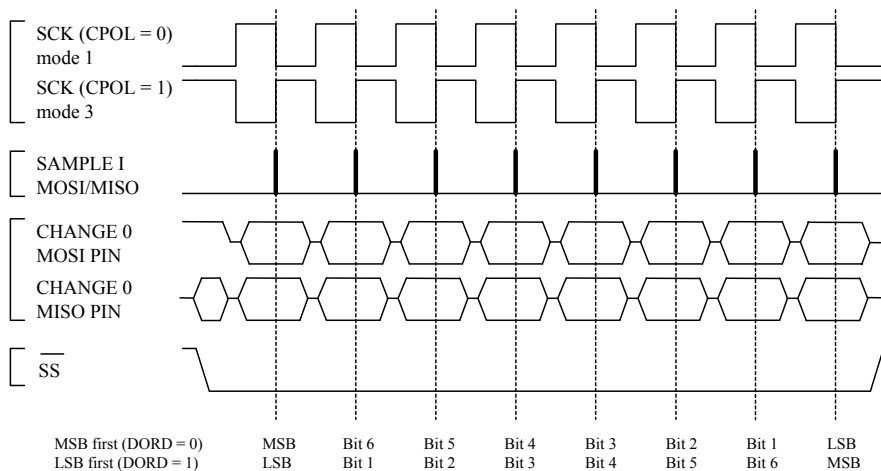 SCK (CPOL = 0)
mode 1
SCK (CPOL = 1)
mode 3
SAMPLE I
MOSI/MISO
CHANGE 0
MOSI PIN
CHANGE 0
MISO PIN
SS
MSB first (DORD = 0) MSB Bit 6 Bit 5 Bit 4 Bit 3 Bit 2 Bit 1 LSB
LSB first (DORD = 1) LSB Bit 1 Bit 2 Bit 3 Bit 4 Bit 5 Bit 6 MSB